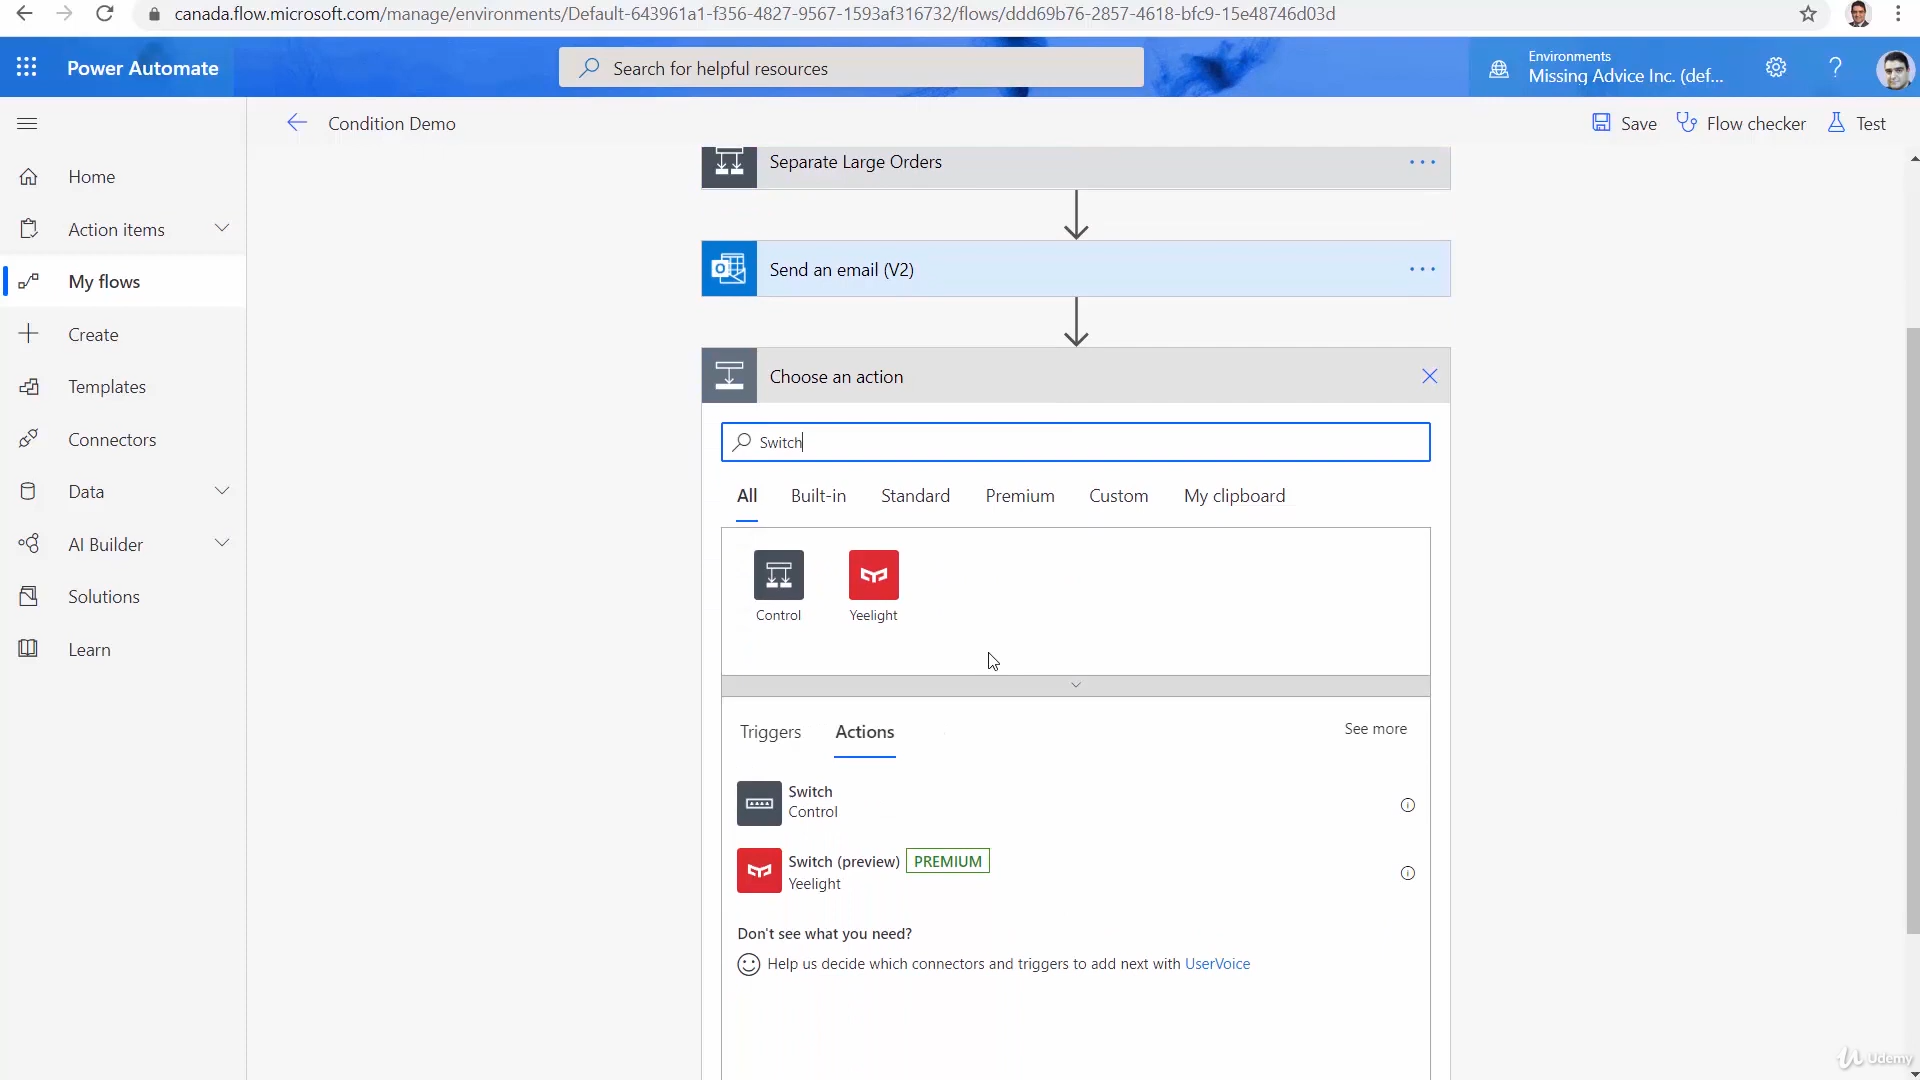 canada.flow.microsoft.com/manage/environments/Default-643961a1-f356-4827-9567-1593af316732/flows/ddd69b76-2857-4618-bfc9-15e48746d03d
Power Automate
Search for helpful resources
Environments
Missing Advice Inc. (def...
Condition Demo
Save
Flow checker
Test
Home
Action items
My flows
Create
Templates
Connectors
Data
AI Builder
Solutions
Learn
Separate Large Orders
Send an email (V2)
Choose an action
Switch
All
Built-in
Standard
Premium
Custom
My clipboard
Control
Yeelight
Triggers
Actions
See more
Switch
Control
Switch (preview) PREMIUM
Yeelight
Don't see what you need?
Help us decide which connectors and triggers to add next with UserVoice
Udemy